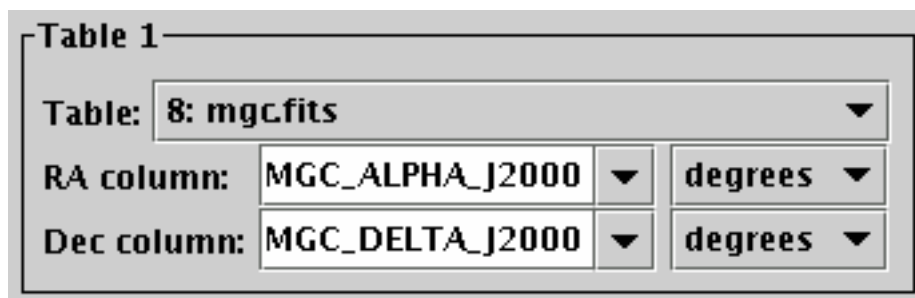 Table 1
Table: 8: mgc.fits
RA column: MGC_ALPHA_J2000 degrees
Dec column: MGC_DELTA_J2000 degrees